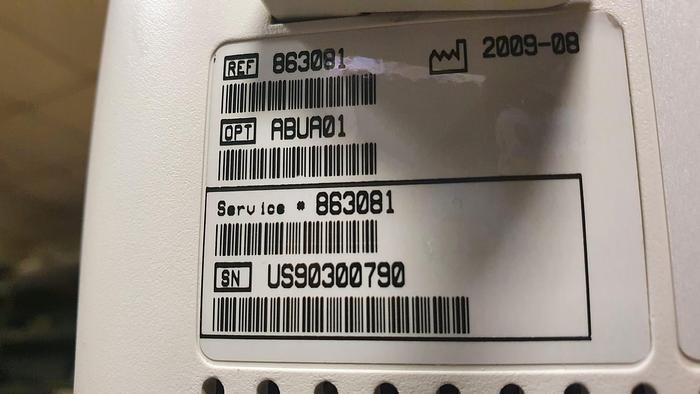 REF 863081 2009-08
OPT ABUA01
Service # 863081
SN US90300790